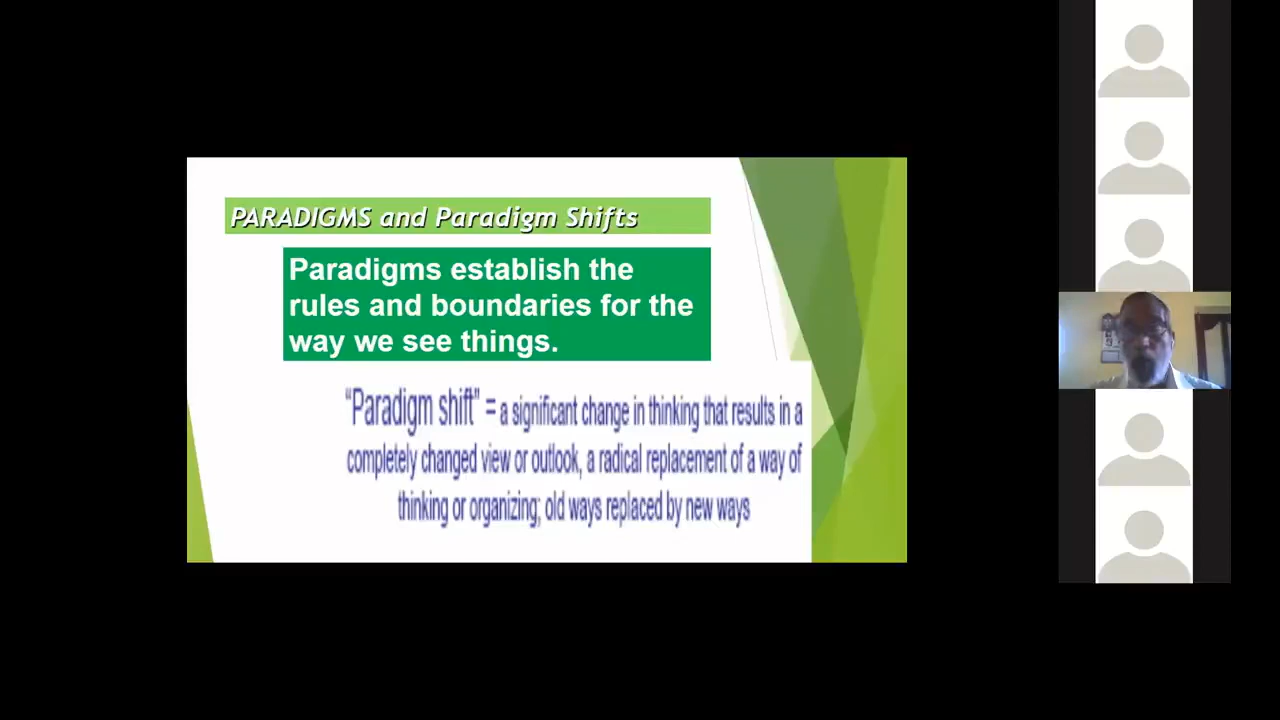 PARADIGMS and Paradigm Shifts
Paradigms establish the
rules and boundaries for the
way we see things.
“Paradigm shift” = a significant change in thinking that results in a
completely changed view or outlook, a radical replacement of a way of
thinking or organizing; old ways replaced by new ways